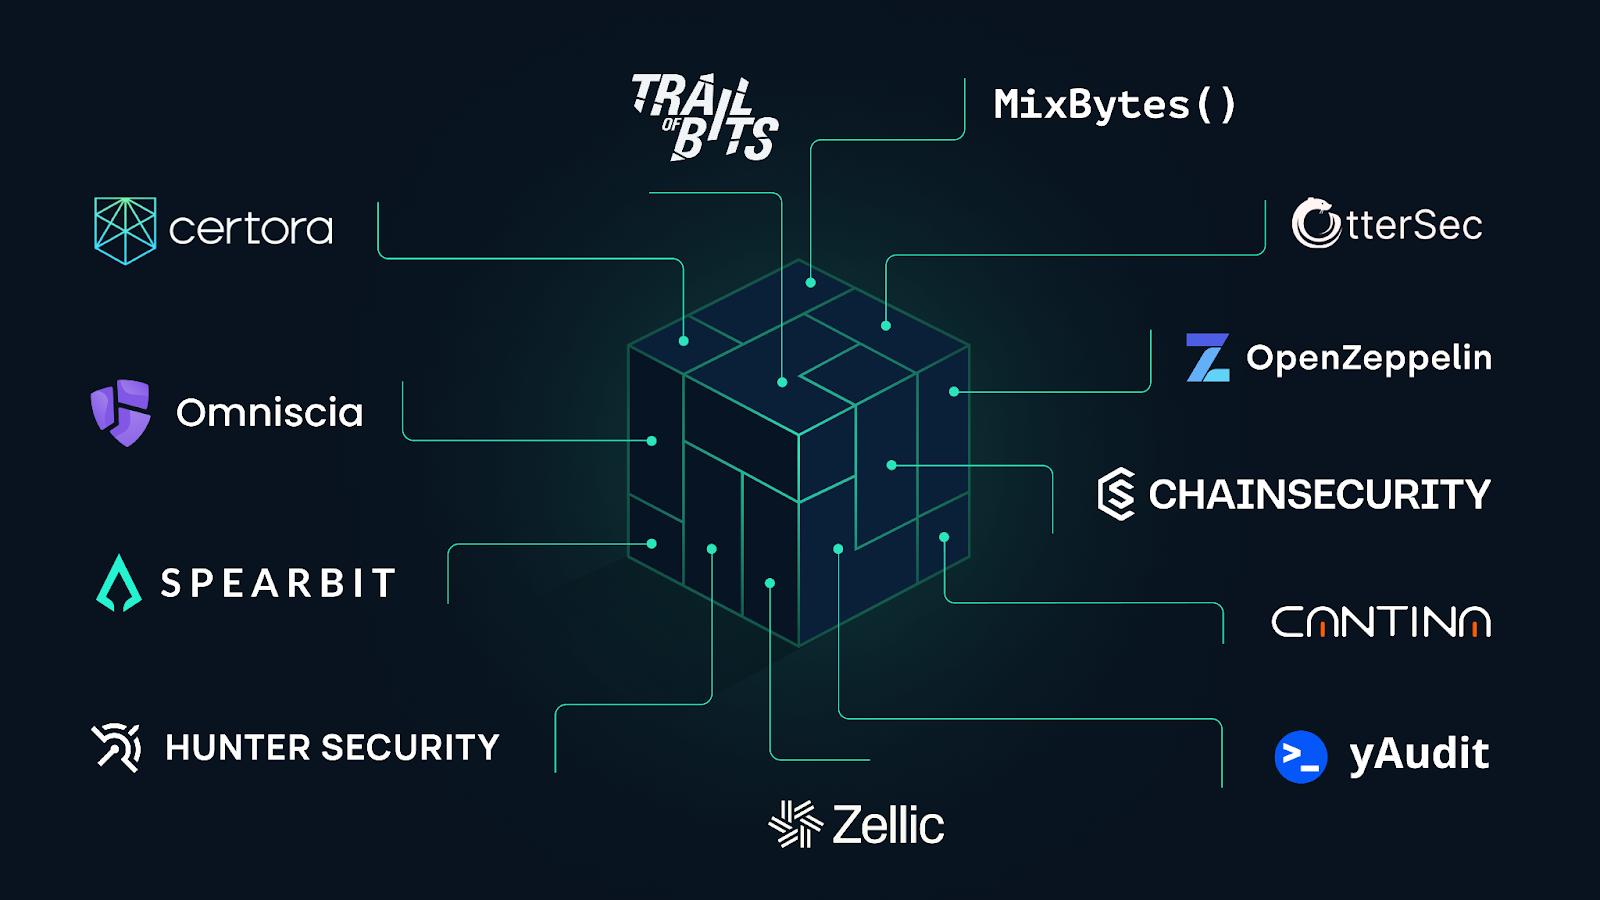 TRAIL
OF BITS
MixBytes()
certora
OtterSec
OpenZeppelin
Omniscia
CHAINSECURITY
SPEARBIT
CANTINA
HUNTER SECURITY
yAudit
Zellic